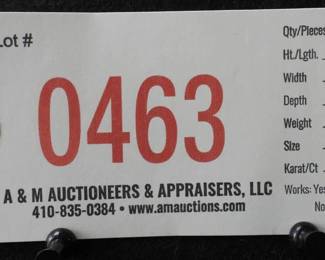 Lot #
0463
A & M AUCTIONEERS & APPRAISERS, LLC
410-835-0384 • www.amauctions.com
Qty/Pieces
Ht./Lgth.
Width
Depth
Weight
Size
Karat/Ct
Works: Yes
No